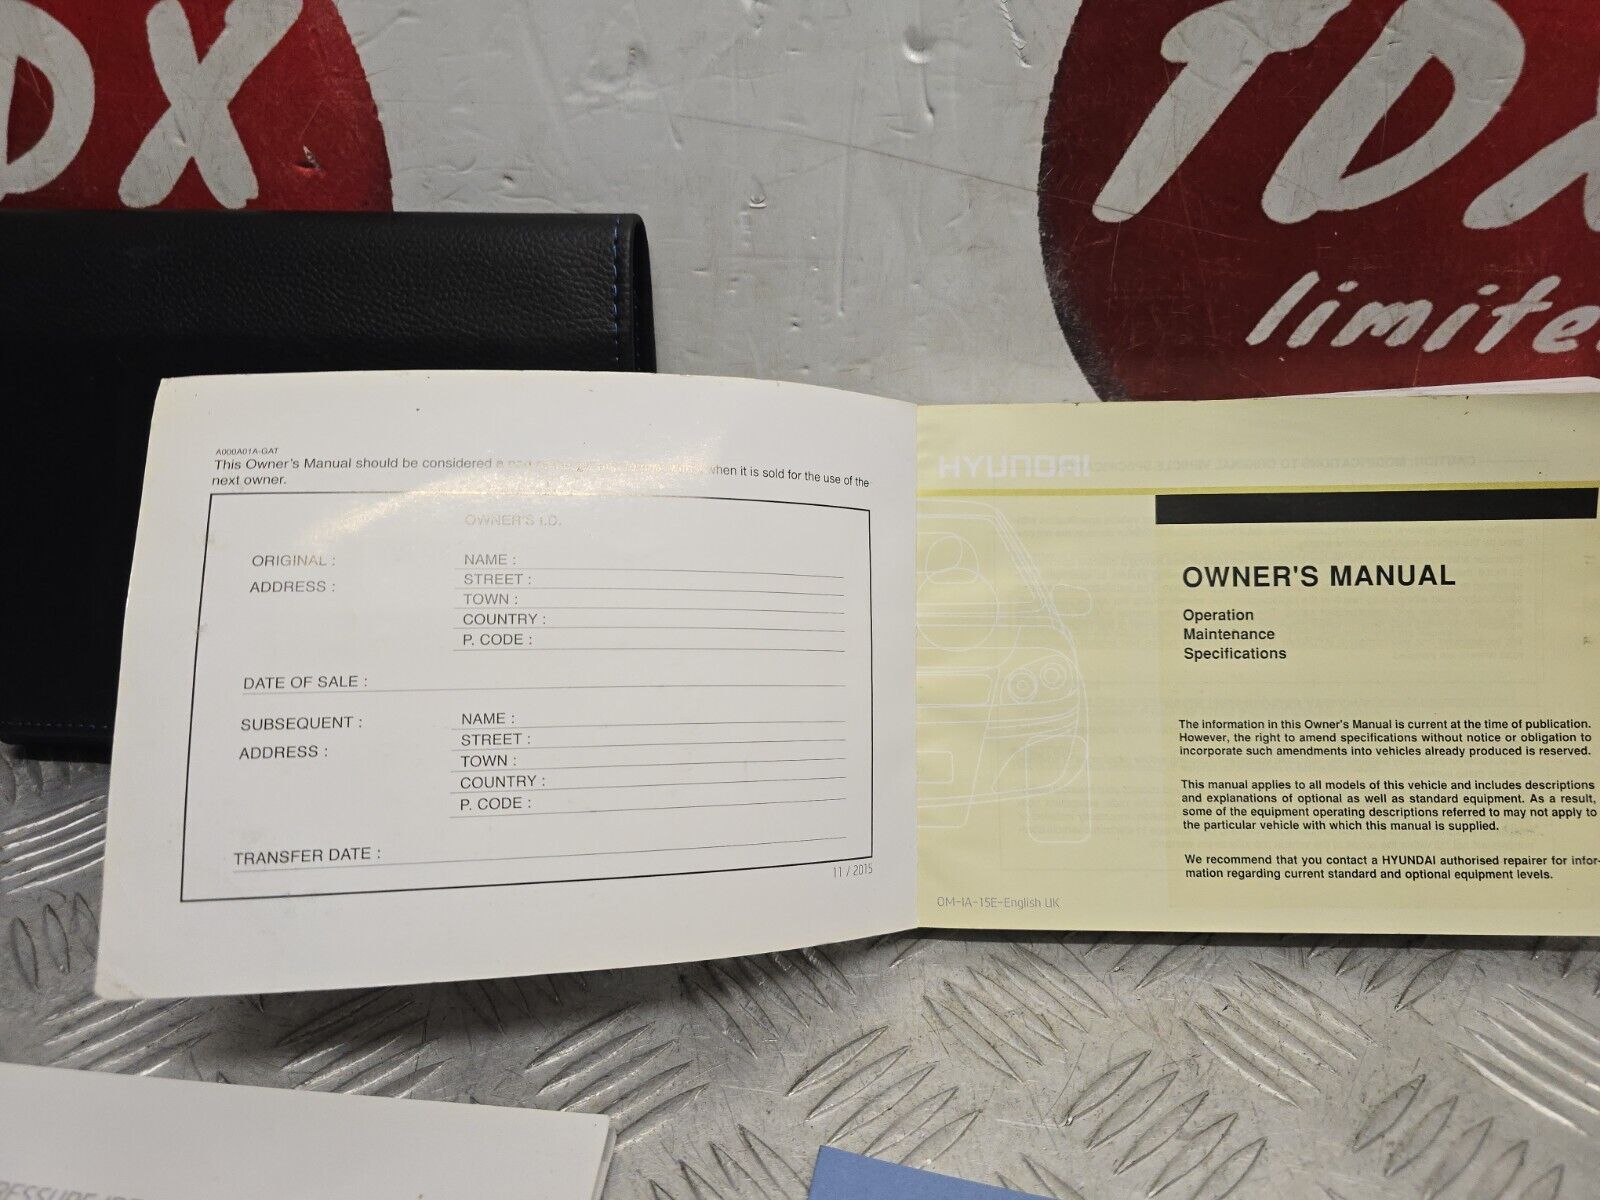 DX
TDX
limite
A000A01A-GAT
This Owner's Manual should be considered a when it is sold for the use of the
next owner.
OWNER'S I.D.
ORIGINAL :
NAME :
ADDRESS :
STREET :
TOWN :
COUNTRY :
P. CODE :
DATE OF SALE :
SUBSEQUENT :
NAME :
ADDRESS :
STREET :
TOWN :
COUNTRY :
P. CODE :
TRANSFER DATE :
11 / 2015
HYUNDAI
OWNER'S MANUAL
Operation
Maintenance
Specifications
The information in this Owner's Manual is current at the time of publication.
However, the right to amend specifications without notice or obligation to
incorporate such amendments into vehicles already produced is reserved.
This manual applies to all models of this vehicle and includes descriptions
and explanations of optional as well as standard equipment. As a result,
some of the equipment operating descriptions referred to may not apply to
the particular vehicle with which this manual is supplied.
We recommend that you contact a HYUNDAI authorised repairer for infor-
mation regarding current standard and optional equipment levels.
OM-IA-15E-English UK